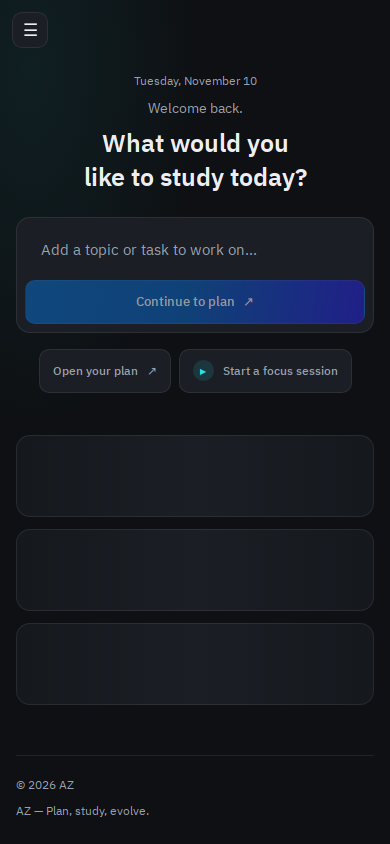 ☰
Tuesday, November 10
Welcome back.
What would you
like to study today?
Add a topic or task to work on...
Continue to plan ↗
Open your plan ↗
▶ Start a focus session
© 2026 AZ
AZ — Plan, study, evolve.